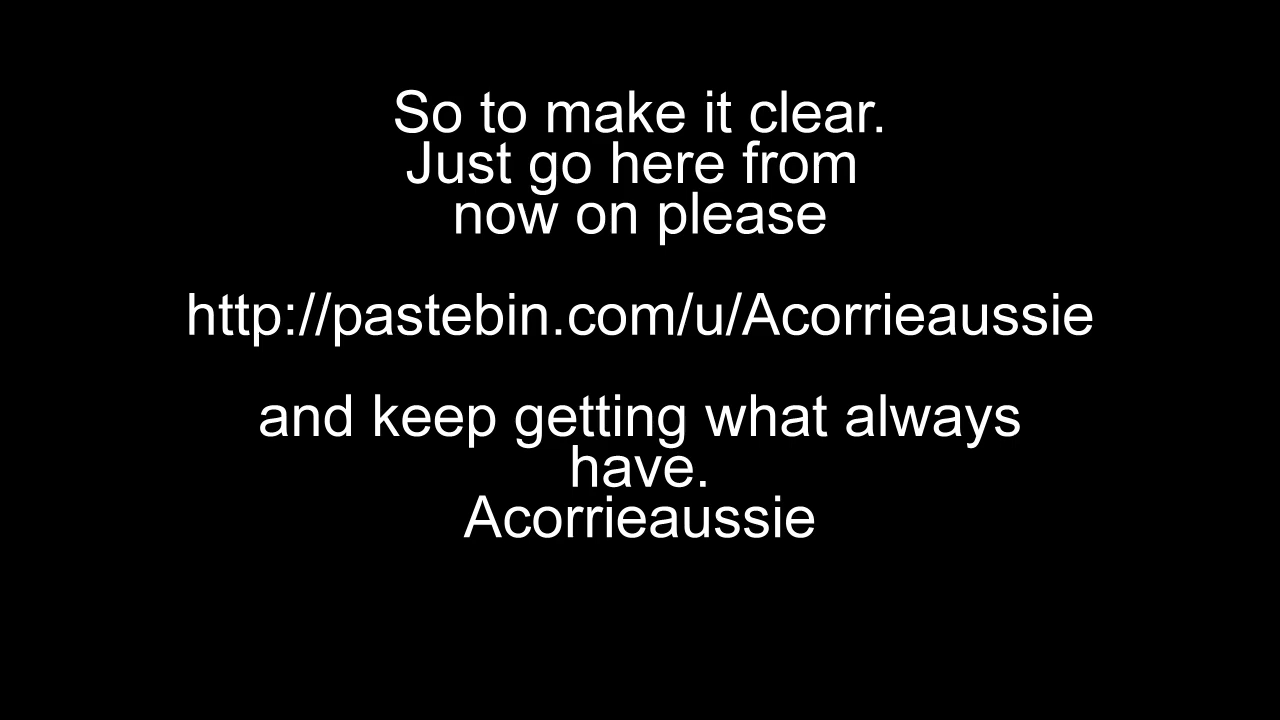 So to make it clear.
Just go here from
now on please
http://pastebin.com/u/Acorrieaussie
and keep getting what always
have.
Acorrieaussie